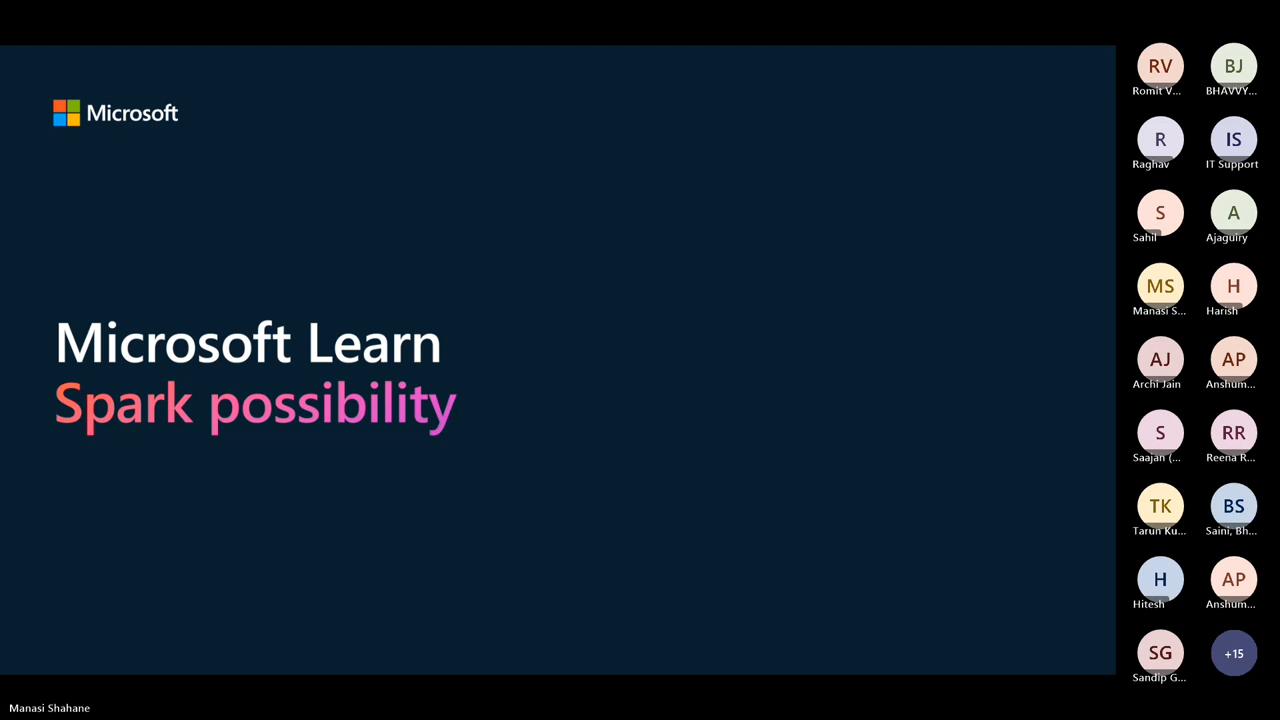 Microsoft
Microsoft Learn
Spark possibility
RV
Romit V...
BJ
BHAVVY...
R
Raghav
IS
IT Support
S
Sahil
A
Ajaguiry
MS
Manasi S...
H
Harish
AJ
Archi Jain
AP
Anshum...
S
Saajan (...
RR
Reena R...
TK
Tarun Ku...
BS
Saini, Bh...
H
Hitesh
AP
Anshum...
SG
Sandip G...
+15
Manasi Shahane